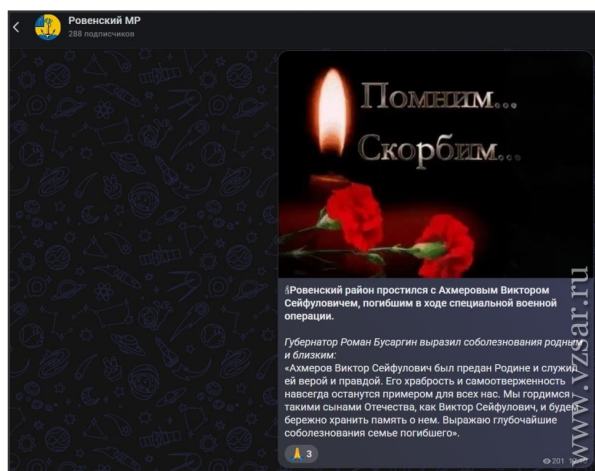 Ровенский МР
288 подписчиков
Помним...
Скорбим...
Ровенский район простился с Ахмеровым Виктором
Сейфуловичем, погибшим в ходе специальной военной
операции.
Губернатор Роман Бусаргин выразил соболезнования родным
и близким:
«Ахмеров Виктор Сейфулович был предан Родине и служил
ей верой и правдой. Его храбрость и самоотверженность
навсегда останутся примером для всех нас. Мы гордимся
такими сынами Отечества, как Виктор Сейфулович, и будем
бережно хранить память о нем. Выражаю глубочайшие
соболезнования семье погибшего».
3
201
www.vzsar.ru